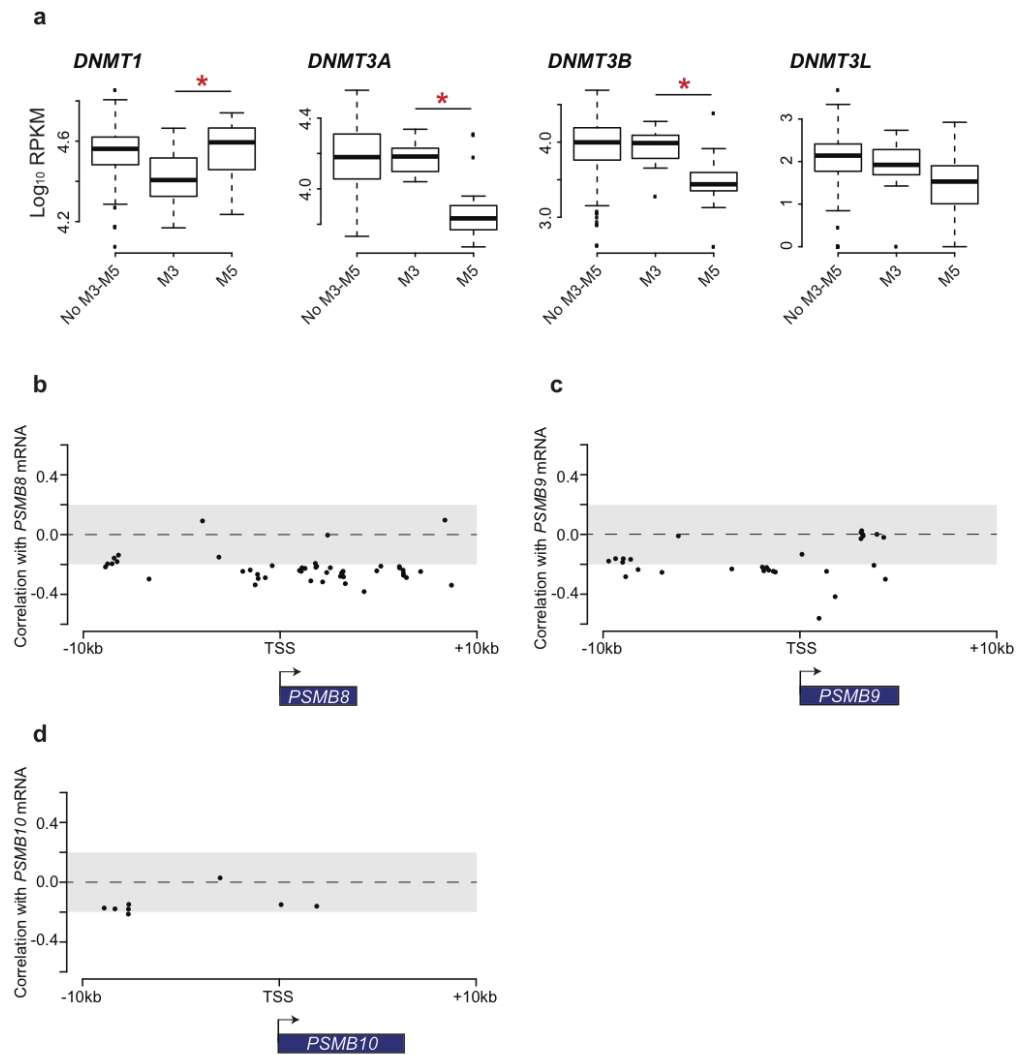 a
DNMT1 DNMT3A DNMT3B DNMT3L
* * *
Log10 RPKM
4.6
4.2
No M3-M5 M3 M5
4.4
4.0
No M3-M5 M3 M5
4.0
3.0
No M3-M5 M3 M5
3
2
1
0
No M3-M5 M3 M5
b
Correlation with PSMB8 mRNA
0.4
0.0
-0.4
-10kb TSS +10kb
PSMB8
c
Correlation with PSMB9 mRNA
0.4
0.0
-0.4
-10kb TSS +10kb
PSMB9
d
Correlation with PSMB10 mRNA
0.4
0.0
-0.4
-10kb TSS +10kb
PSMB10